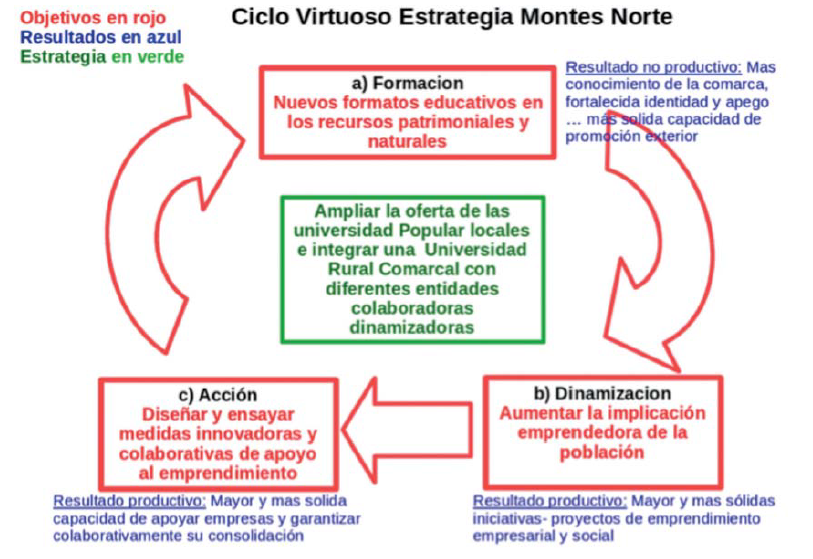 Objetivos en rojo
Resultados en azul
Estrategia en verde
Ciclo Virtuoso Estrategia Montes Norte
a) Formacion
Nuevos formatos educativos en
los recursos patrimoniales y
naturales
Resultado no productivo: Mas
conocimiento de la comarca,
fortalecida identidad y apego
... más solida capacidad de
promoción exterior
Ampliar la oferta de las
universidad Popular locales
e integrar una Universidad
Rural Comarcal con
diferentes entidades
colaboradoras
dinamizadoras
c) Acción
Diseñar y ensayar
medidas innovadoras y
colaborativas de apoyo
al emprendimiento
b) Dinamizacion
Aumentar la implicación
emprendedora de la
población
Resultado productivo: Mayor y mas solida
capacidad de apoyar empresas y garantizar
colaborativamente su consolidación
Resultado productivo: Mayor y mas sólidas
iniciativas- proyectos de emprendimiento
empresarial y social